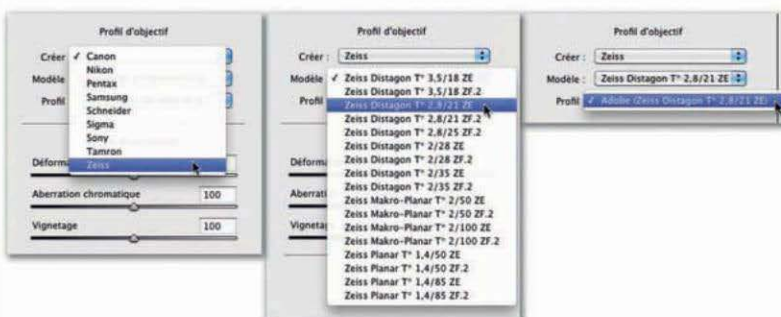 Profil d'objectif
Créer : ✓ Canon
Nikon
Modèle
Pentax
Samsung
Profil
Schneider
Sigma
Sony
Tamron
Déforma
Zeiss
Aberration chromatique 100
Vignetage 100
Profil d'objectif
Créer : Zeiss
Modèle ✓ Zeiss Distagon T* 3,5/18 ZE
Zeiss Distagon T* 3,5/18 ZF.2
Profil Zeiss Distagon T* 2,8/21 ZE
Zeiss Distagon T* 2,8/21 ZF.2
Zeiss Distagon T* 2,8/25 ZF.2
Zeiss Distagon T* 2/28 ZE
Déforma Zeiss Distagon T* 2/28 ZF.2
Zeiss Distagon T* 2/35 ZE
Zeiss Distagon T* 2/35 ZF.2
Aberrati Zeiss Makro-Planar T* 2/50 ZE
Zeiss Makro-Planar T* 2/50 ZF.2
Vignetag Zeiss Makro-Planar T* 2/100 ZE
Zeiss Makro-Planar T* 2/100 ZF.2
Zeiss Planar T* 1,4/50 ZE
Zeiss Planar T* 1,4/50 ZF.2
Zeiss Planar T* 1,4/85 ZE
Zeiss Planar T* 1,4/85 ZF.2
Profil d'objectif
Créer : Zeiss
Modèle : Zeiss Distagon T* 2,8/21 ZE
Profil ✓ Adobe (Zeiss Distagon T* 2,8/21 ZE)